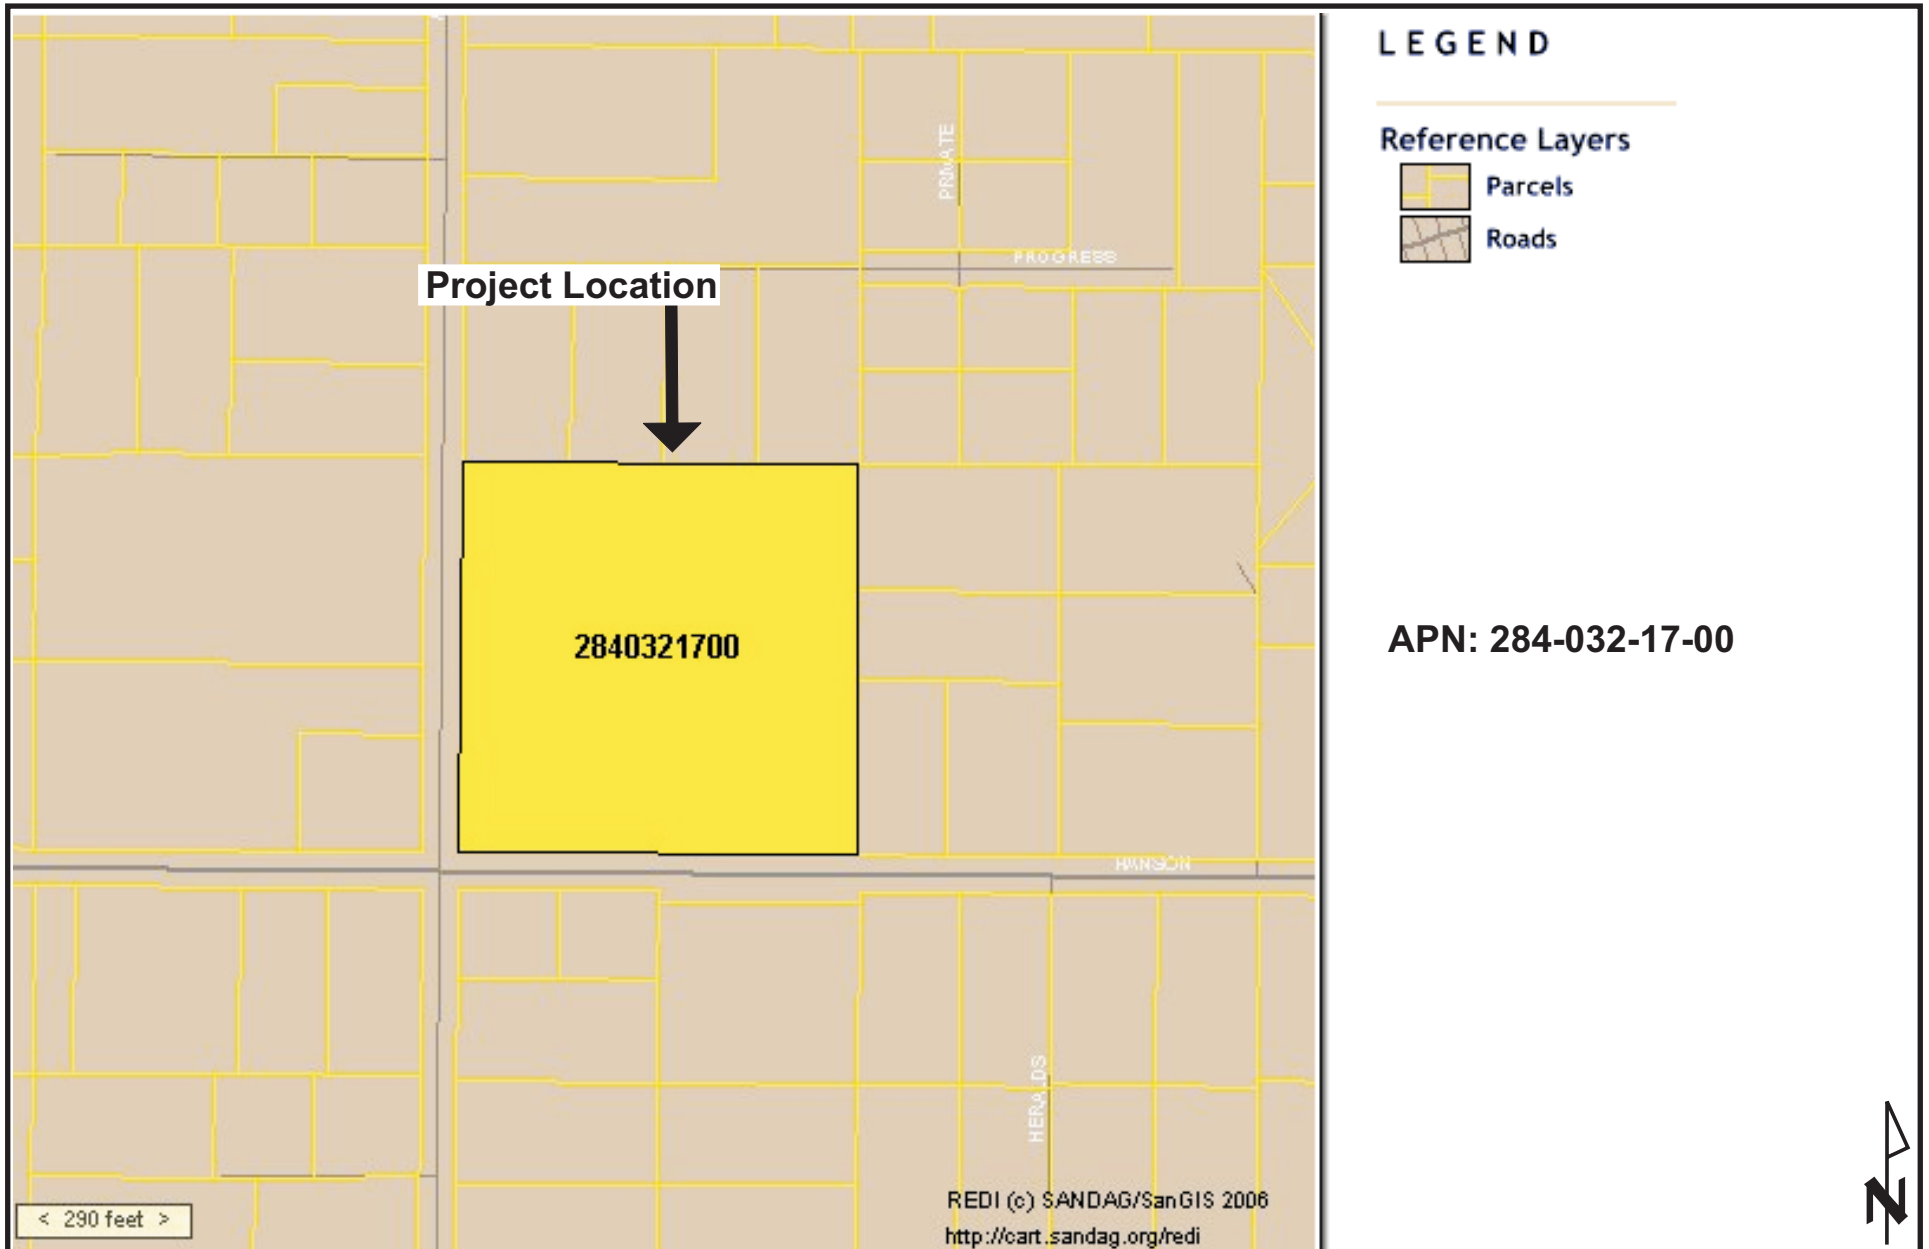 LEGEND
Reference Layers
Parcels
Roads
PRIVATE
PROGRESS
Project Location
2840321700
APN: 284-032-17-00
HANSON
HERALDS
REDI (c) SANDAG/SanGIS 2006
http://cart.sandag.org/redi
< 290 feet >
N